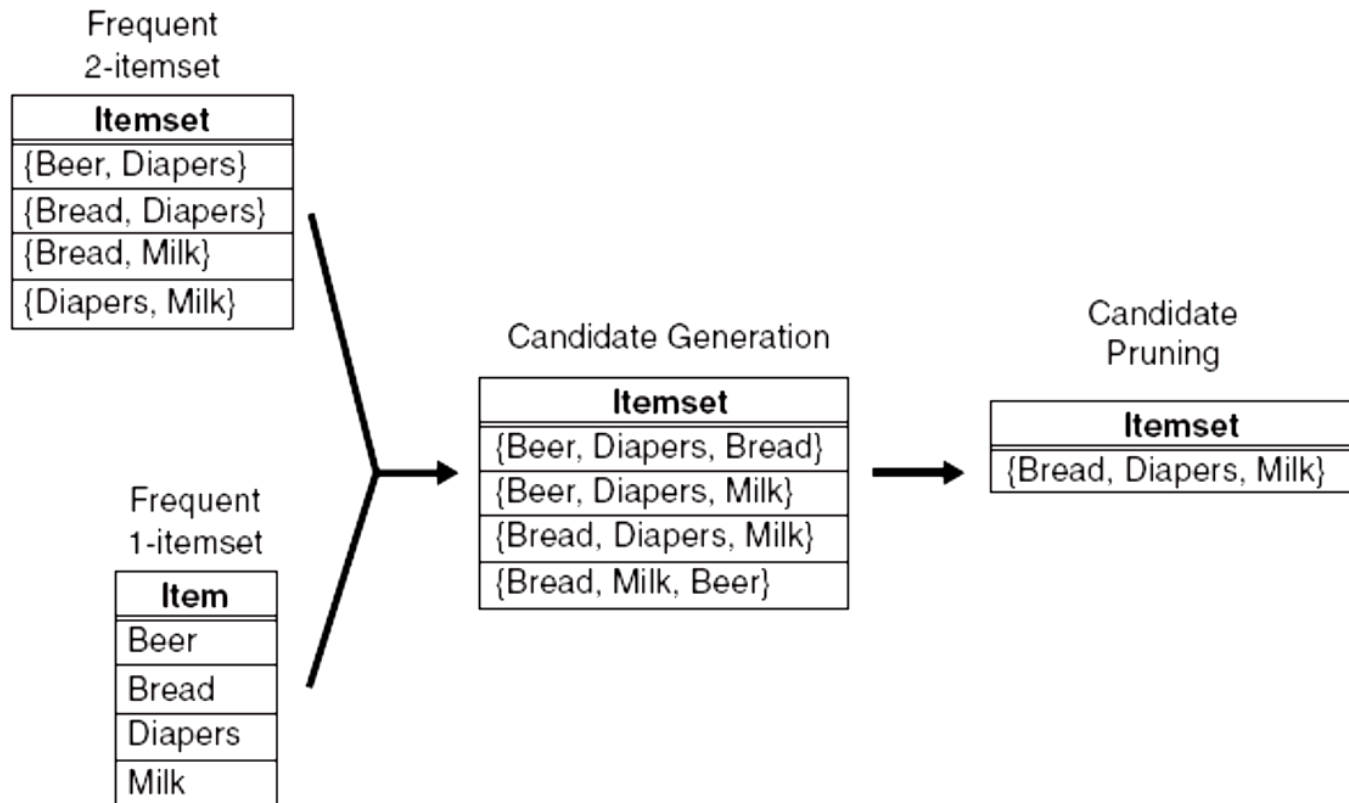 Frequent
2-itemset
Itemset
{Beer, Diapers}
{Bread, Diapers}
{Bread, Milk}
{Diapers, Milk}
Frequent
1-itemset
Item
Beer
Bread
Diapers
Milk
Candidate Generation
Itemset
{Beer, Diapers, Bread}
{Beer, Diapers, Milk}
{Bread, Diapers, Milk}
{Bread, Milk, Beer}
Candidate
Pruning
Itemset
{Bread, Diapers, Milk}